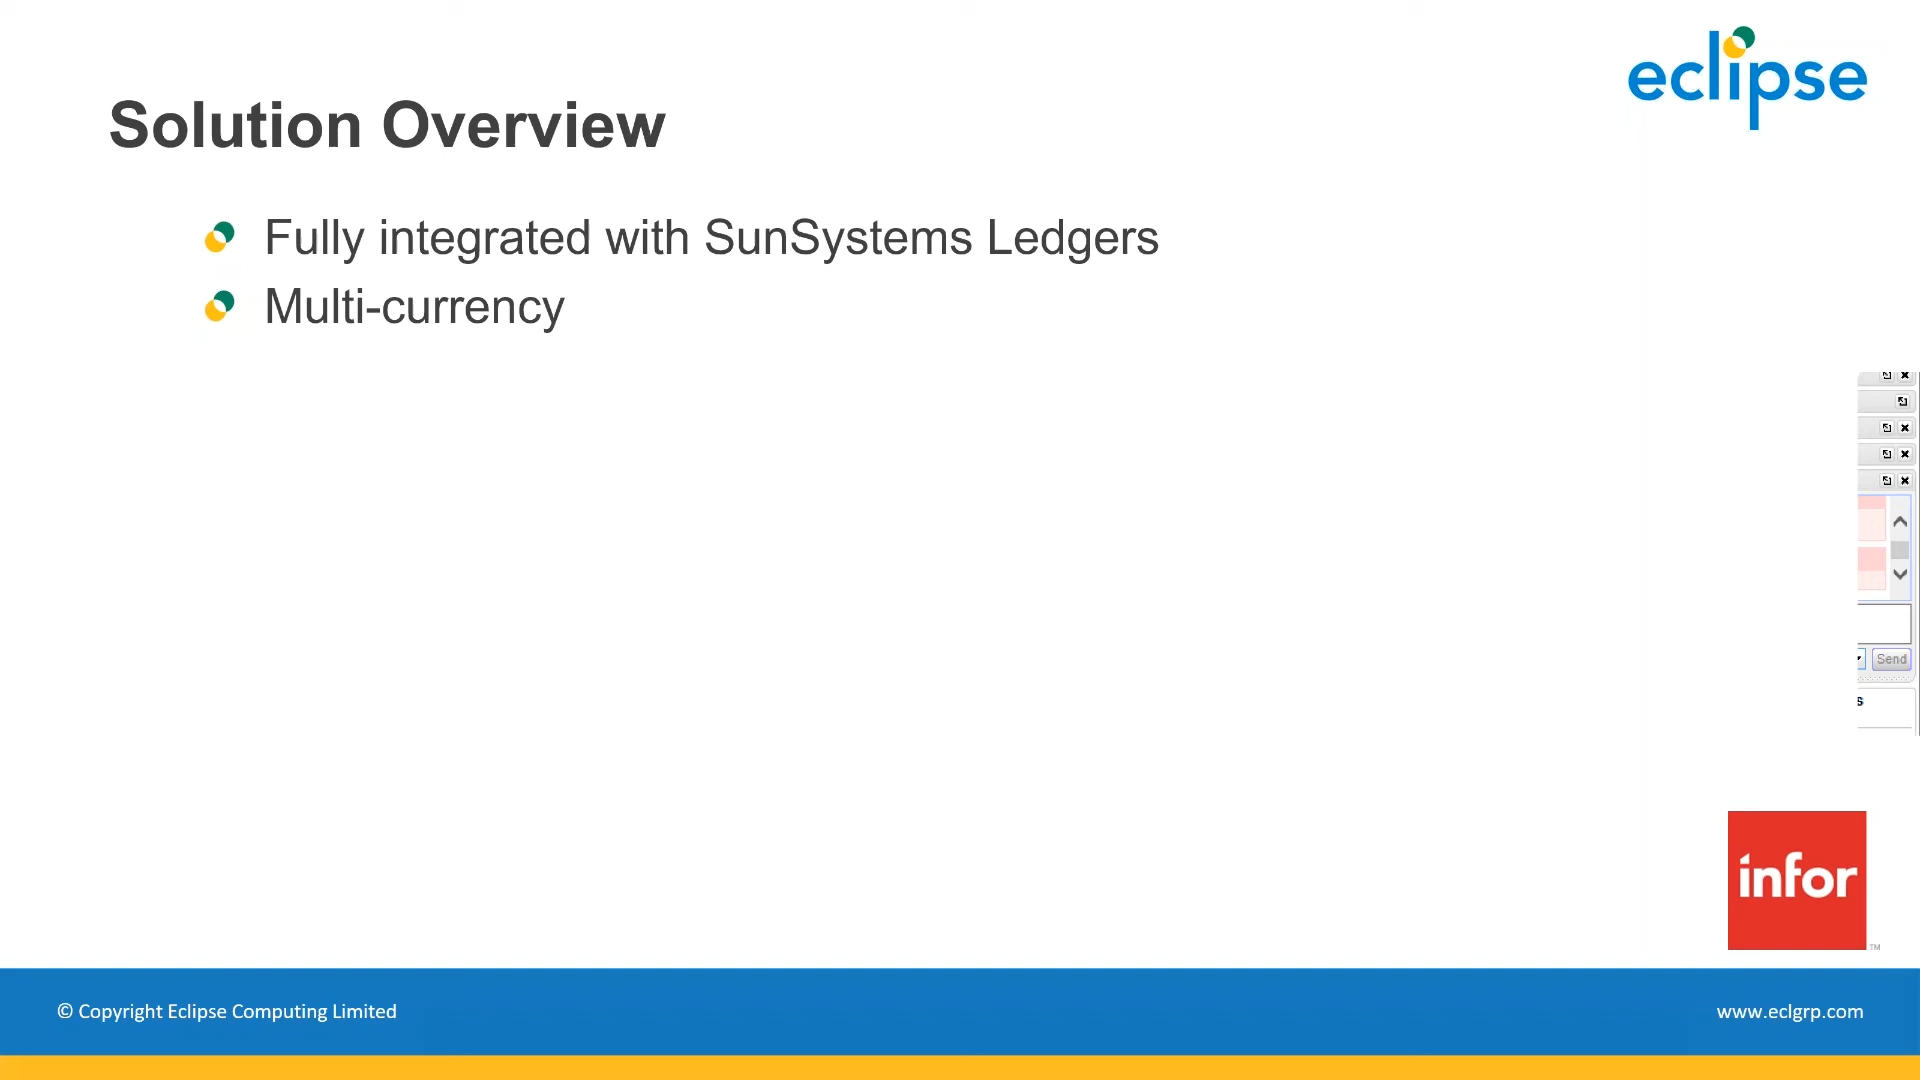 eclipse
Solution Overview
Fully integrated with SunSystems Ledgers
Multi-currency
Send
s
infor
TM
© Copyright Eclipse Computing Limited
www.eclgrp.com